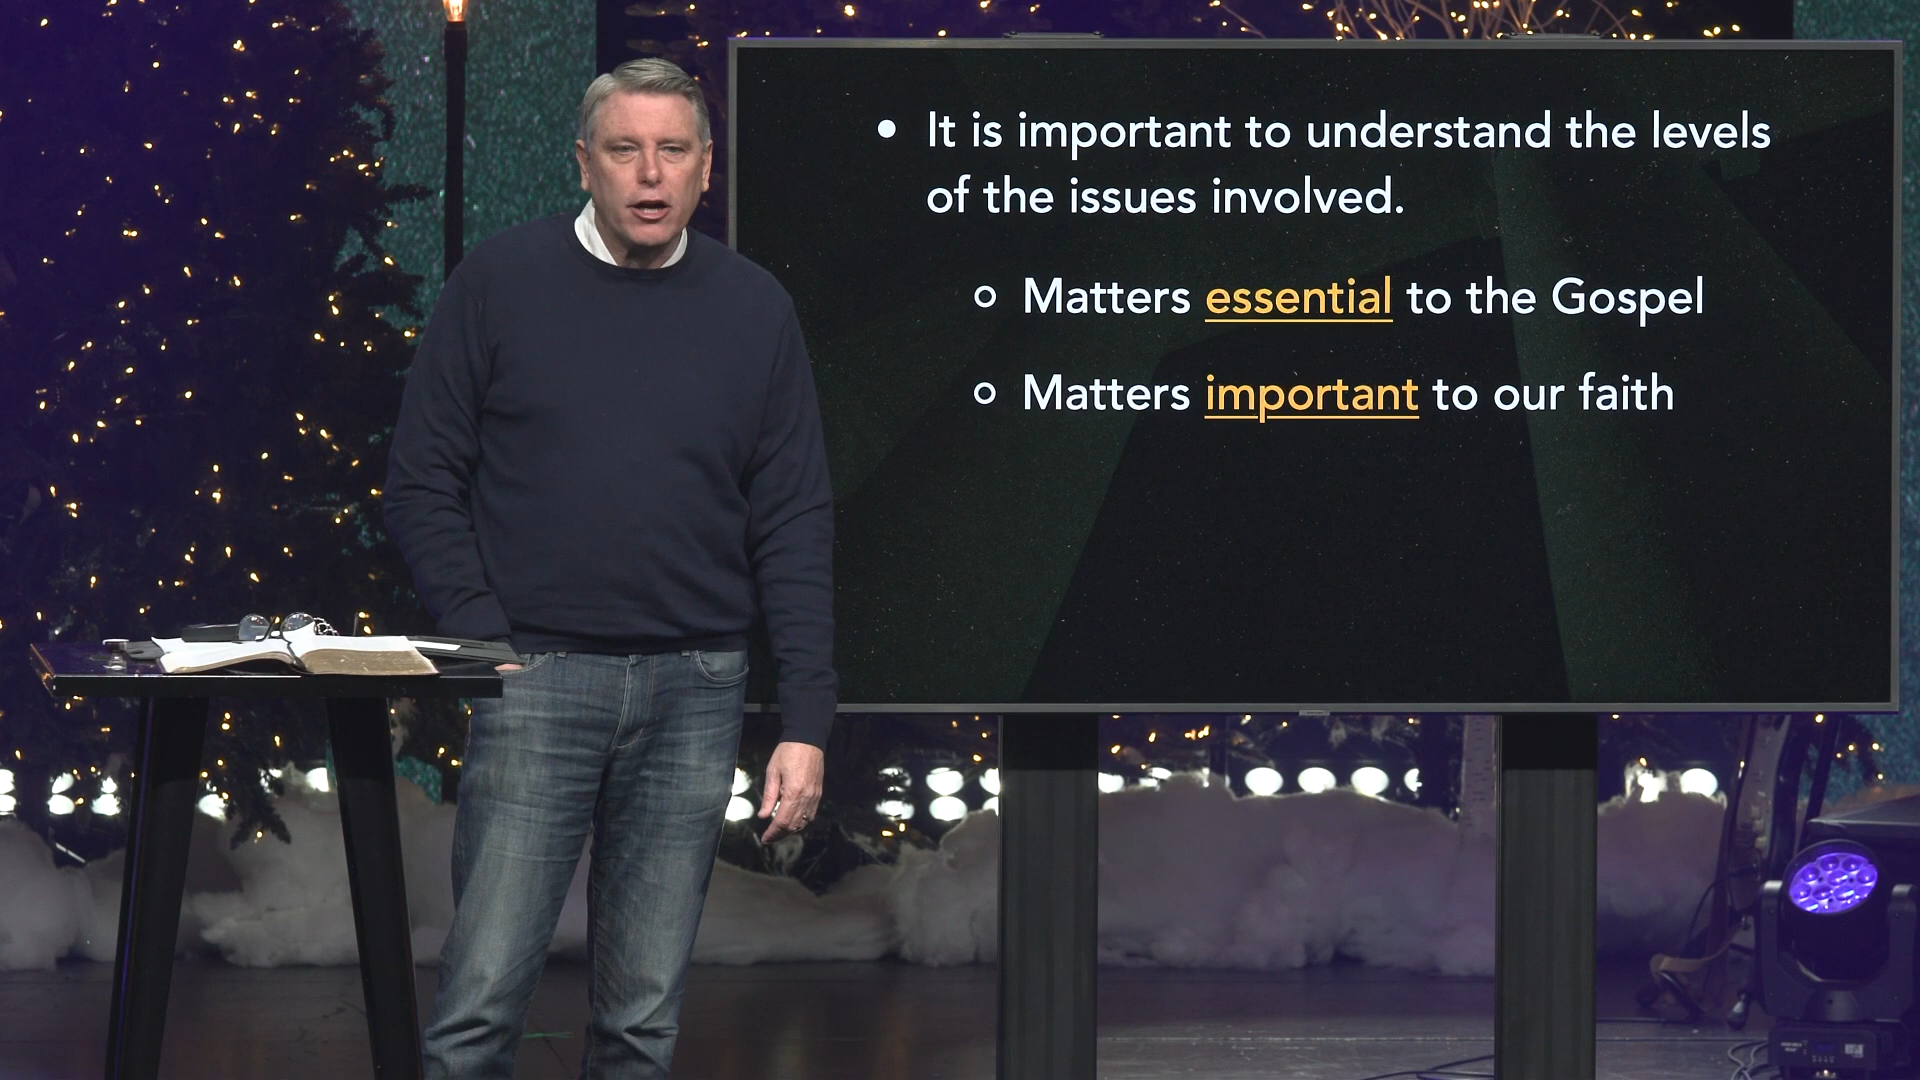 • It is important to understand the levels
of the issues involved.
○ Matters essential to the Gospel
○ Matters important to our faith